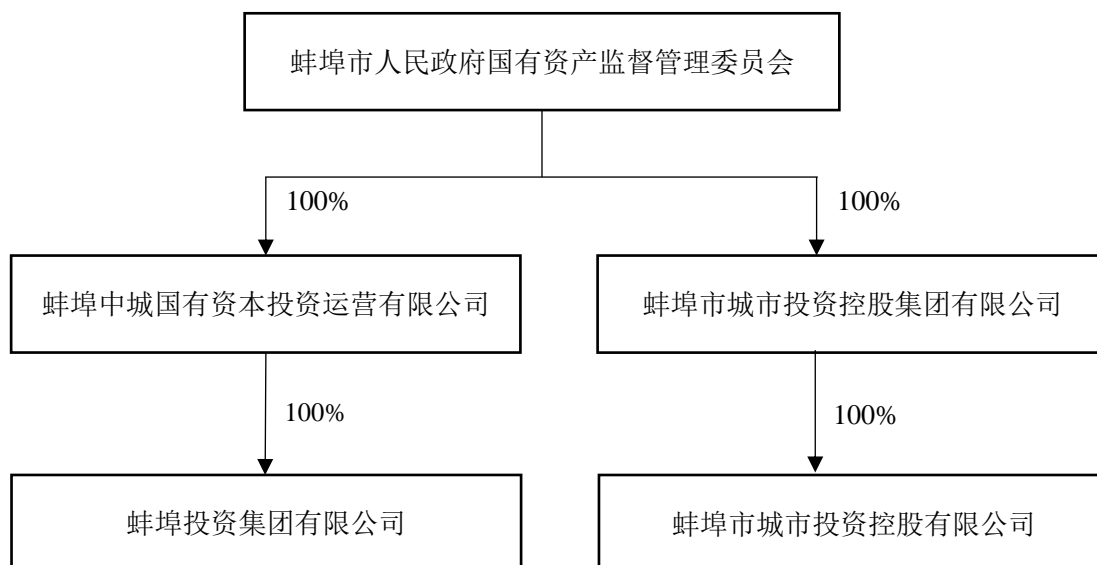 蚌埠市人民政府国有资产监督管理委员会
100%
100%
蚌埠中城国有资本投资运营有限公司
蚌埠市城市投资控股集团有限公司
100%
100%
蚌埠投资集团有限公司
蚌埠市城市投资控股有限公司